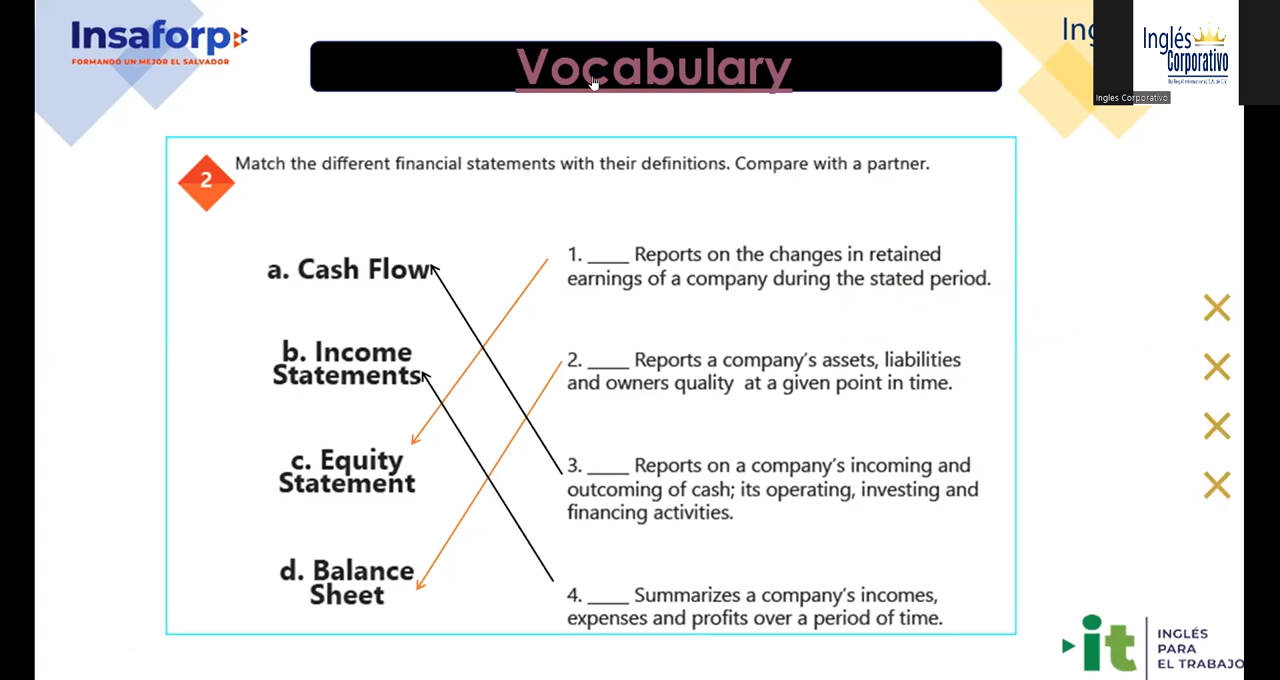 Insaforp
FORMANDO UN MEJOR EL SALVADOR
Vocabulary
Inglés
Corporativo
Ingles Corporativo
2
Match the different financial statements with their definitions. Compare with a partner.
a. Cash Flow
b. Income
Statements
c. Equity
Statement
d. Balance
Sheet
1. ____ Reports on the changes in retained
earnings of a company during the stated period.
2. ____ Reports a company's assets, liabilities
and owners quality at a given point in time.
3. ____ Reports on a company's incoming and
outcoming of cash; its operating, investing and
financing activities.
4. ____ Summarizes a company's incomes,
expenses and profits over a period of time.
it
INGLÉS
PARA
EL TRABAJO